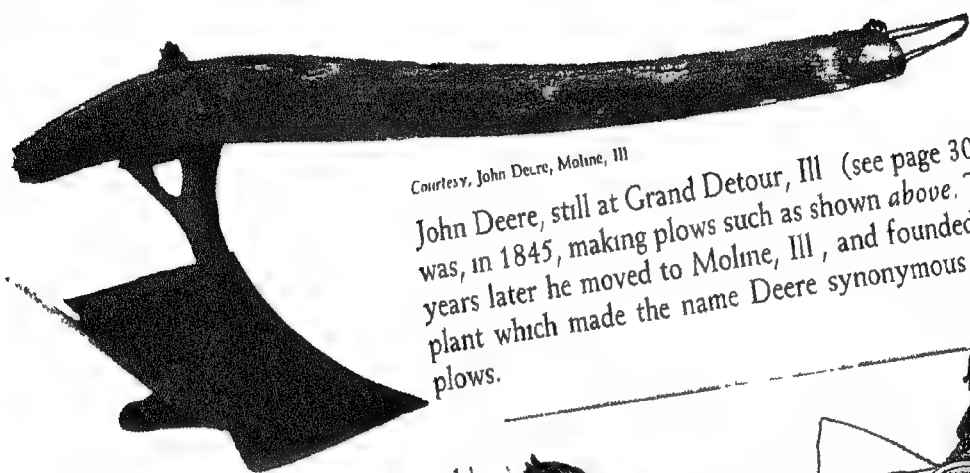 Courtesy, John Deere, Moline, Ill
John Deere, still at Grand Detour, Ill (see page 30
was, in 1845, making plows such as shown above.
years later he moved to Moline, Ill , and founded
plant which made the name Deere synonymous
plows.